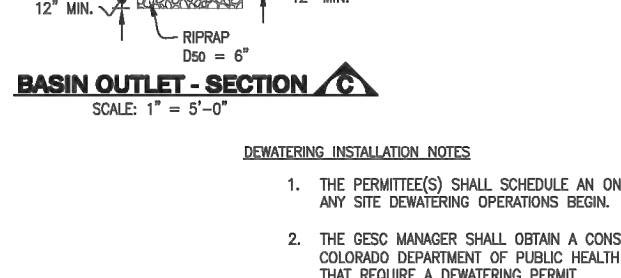 12" MIN.
12" MIN.
RIPRAP
D50 = 6"
BASIN OUTLET - SECTION C
SCALE: 1" = 5'-0"
DEWATERING INSTALLATION NOTES
1. THE PERMITTEE(S) SHALL SCHEDULE AN ON
ANY SITE DEWATERING OPERATIONS BEGIN.
2. THE GESC MANAGER SHALL OBTAIN A CONS
COLORADO DEPARTMENT OF PUBLIC HEALTH
THAT REQUIRE A DEWATERING PERMIT